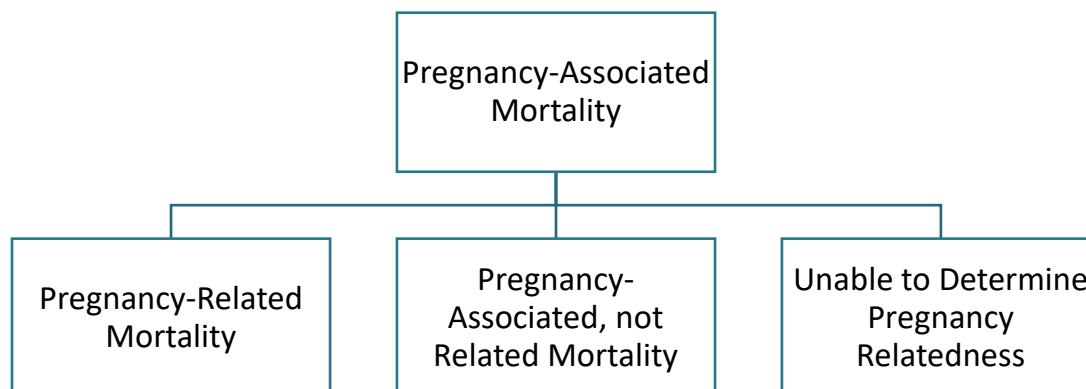 Pregnancy-Associated
Mortality
Pregnancy-Related
Mortality
Pregnancy-
Associated, not
Related Mortality
Unable to Determine
Pregnancy
Relatedness